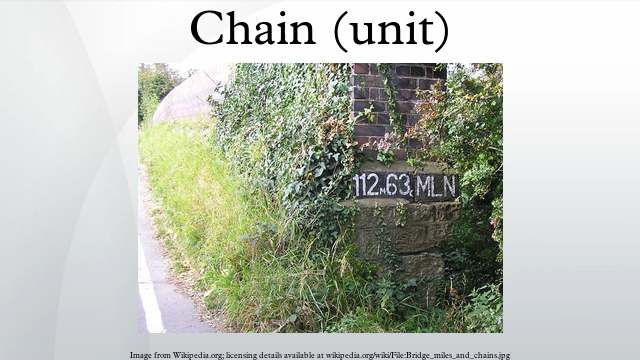 Chain (unit)
112M63C MLN
Image from Wikipedia.org; licensing details available at wikipedia.org/wiki/File:Bridge_miles_and_chains.jpg